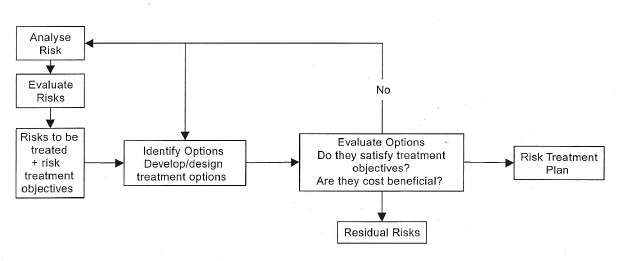 Analyse
Risk
Evaluate
Risks
Risks to be
treated
+ risk
treatment
objectives
Identify Options
Develop/design
treatment options
No
Evaluate Options
Do they satisfy treatment
objectives?
Are they cost beneficial?
Risk Treatment
Plan
Residual Risks